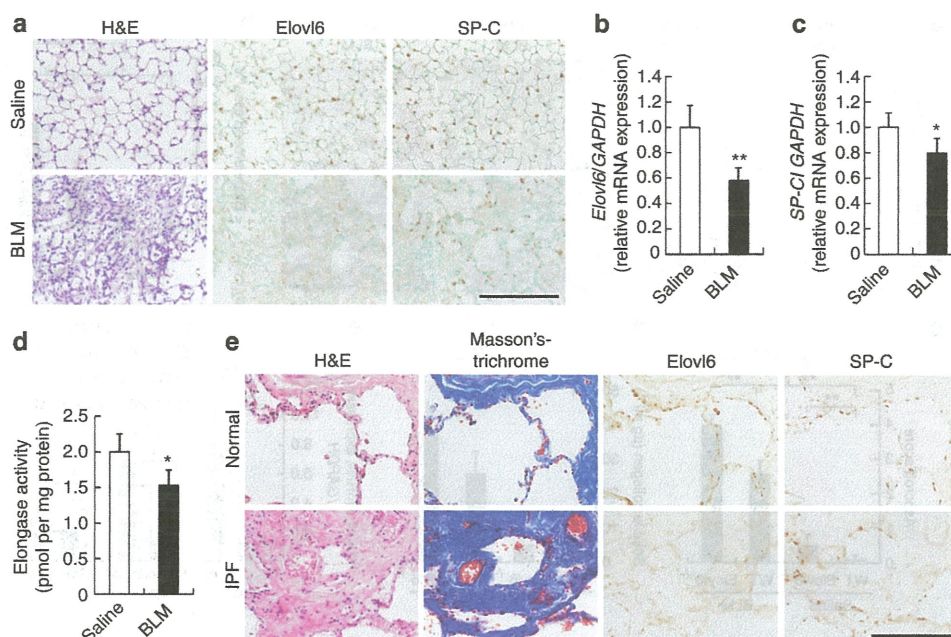 a
H&E Elovl6 SP-C
Saline
BLM
b
Elovl6/GAPDH
(relative mRNA expression)
1.4
1.2
1.0
0.8
0.6
0.4
0.2
0
**
Saline BLM
c
SP-C/ GAPDH
(relative mRNA expression)
1.4
1.2
1.0
0.8
0.6
0.4
0.2
0
*
Saline BLM
d
Elongase activity
(pmol per mg protein)
2.5
2.0
1.5
1.0
0.5
0
*
Saline BLM
e
H&E Masson's-
trichrome Elovl6 SP-C
Normal
IPF